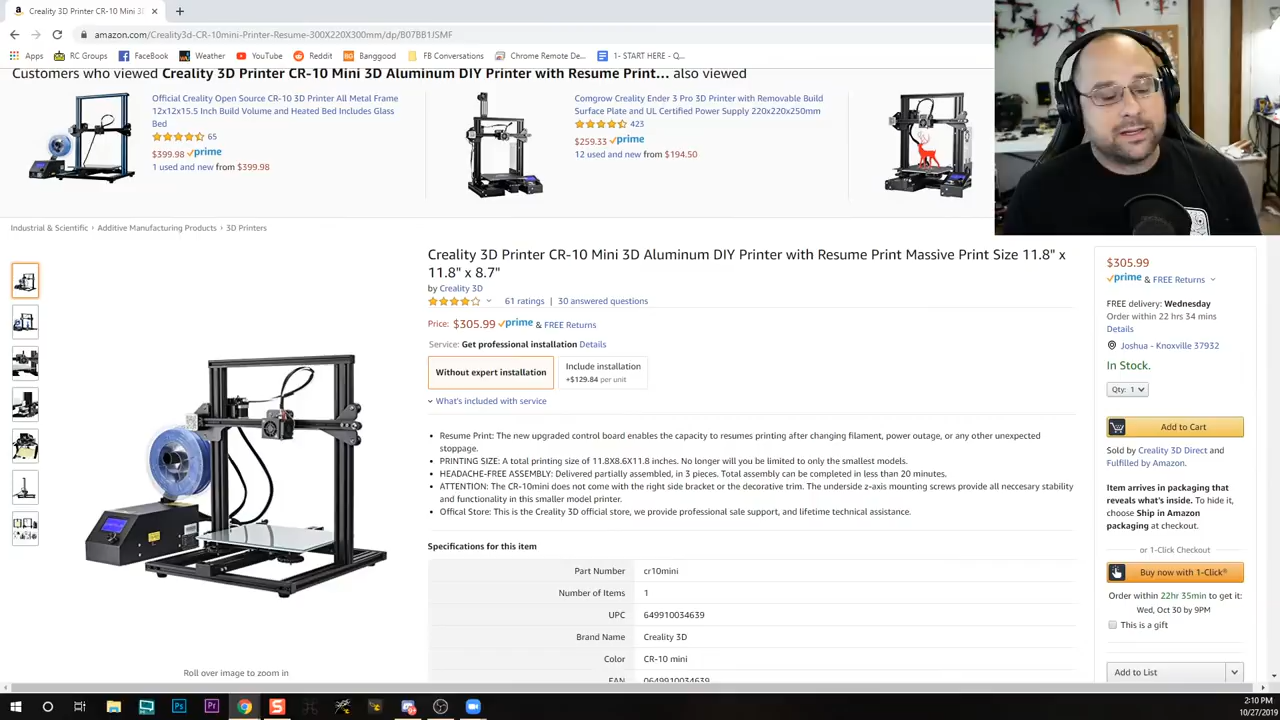 Creality 3D Printer CR-10 Mini 3
amazon.com/Creality3d-CR-10mini-Printer-Resume-300X220X300mm/dp/B07BB1JSMF
Apps
RC Groups
FaceBook
Weather
YouTube
Reddit
BG Banggood
FB Conversations
Chrome Remote De...
1- START HERE - Q...
Customers who viewed Creality 3D Printer CR-10 Mini 3D Aluminum DIY Printer with Resume Print... also viewed
Official Creality Open Source CR-10 3D Printer All Metal Frame
12x12x15.5 Inch Build Volume and Heated Bed Includes Glass
Bed
65
$399.98 prime
1 used and new from $399.98
Comgrow Creality Ender 3 Pro 3D Printer with Removable Build
Surface Plate and UL Certified Power Supply 220x220x250mm
423
$259.33 prime
12 used and new from $194.50
Industrial & Scientific › Additive Manufacturing Products › 3D Printers
Creality 3D Printer CR-10 Mini 3D Aluminum DIY Printer with Resume Print Massive Print Size 11.8" x
11.8" x 8.7"
by Creality 3D
61 ratings | 30 answered questions
Price: $305.99 prime & FREE Returns
Service: Get professional installation Details
Without expert installation
Include installation
+$129.84 per unit
What's included with service
• Resume Print: The new upgraded control board enables the capacity to resumes printing after changing filament, power outage, or any other unexpected
stoppage.
• PRINTING SIZE: A total printing size of 11.8X8.6X11.8 inches. No longer will you be limited to only the smallest models.
• HEADACHE-FREE ASSEMBLY: Delivered partially assembled, in 3 pieces. Total assembly can be completed in less than 20 minutes.
• ATTENTION: The CR-10mini does not come with the right side bracket or the decorative trim. The underside z-axis mounting screws provide all neccesary stability
and functionality in this smaller model printer.
• Offical Store: This is the Creality 3D official store, we provide professional sale support, and lifetime technical assistance.
Specifications for this item
Part Number cr10mini
Number of Items 1
UPC 649910034639
Brand Name Creality 3D
Color CR-10 mini
EAN 0649910034639
Roll over image to zoom in
$305.99
prime & FREE Returns
FREE delivery: Wednesday
Order within 22 hrs 34 mins
Details
Joshua - Knoxville 37932
In Stock.
Qty: 1
Add to Cart
Sold by Creality 3D Direct and
Fulfilled by Amazon.
Item arrives in packaging that
reveals what's inside. To hide it,
choose Ship in Amazon
packaging at checkout.
or 1-Click Checkout
Buy now with 1-Click®
Order within 22hr 35min to get it:
Wed, Oct 30 by 9PM
This is a gift
Add to List
2:10 PM
10/27/2019